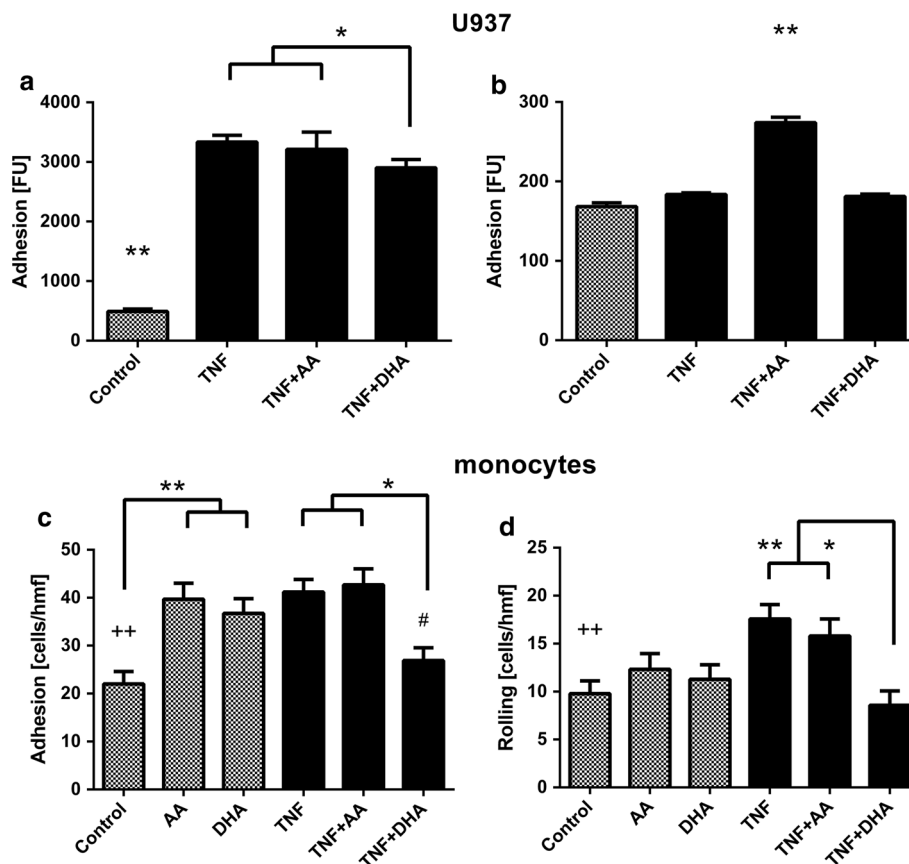 U937
a
*
4000
3000
2000
1000
0
Adhesion [FU]
**
Control
TNF
TNF+AA
TNF+DHA
b
**
300
200
100
0
Adhesion [FU]
Control
TNF
TNF+AA
TNF+DHA
monocytes
c
**
*
50
40
30
20
10
0
Adhesion [cells/hmf]
++
#
Control
AA
DHA
TNF
TNF+AA
TNF+DHA
d
25
20
15
10
5
0
Rolling [cells/hmf]
++
**
*
Control
AA
DHA
TNF
TNF+AA
TNF+DHA